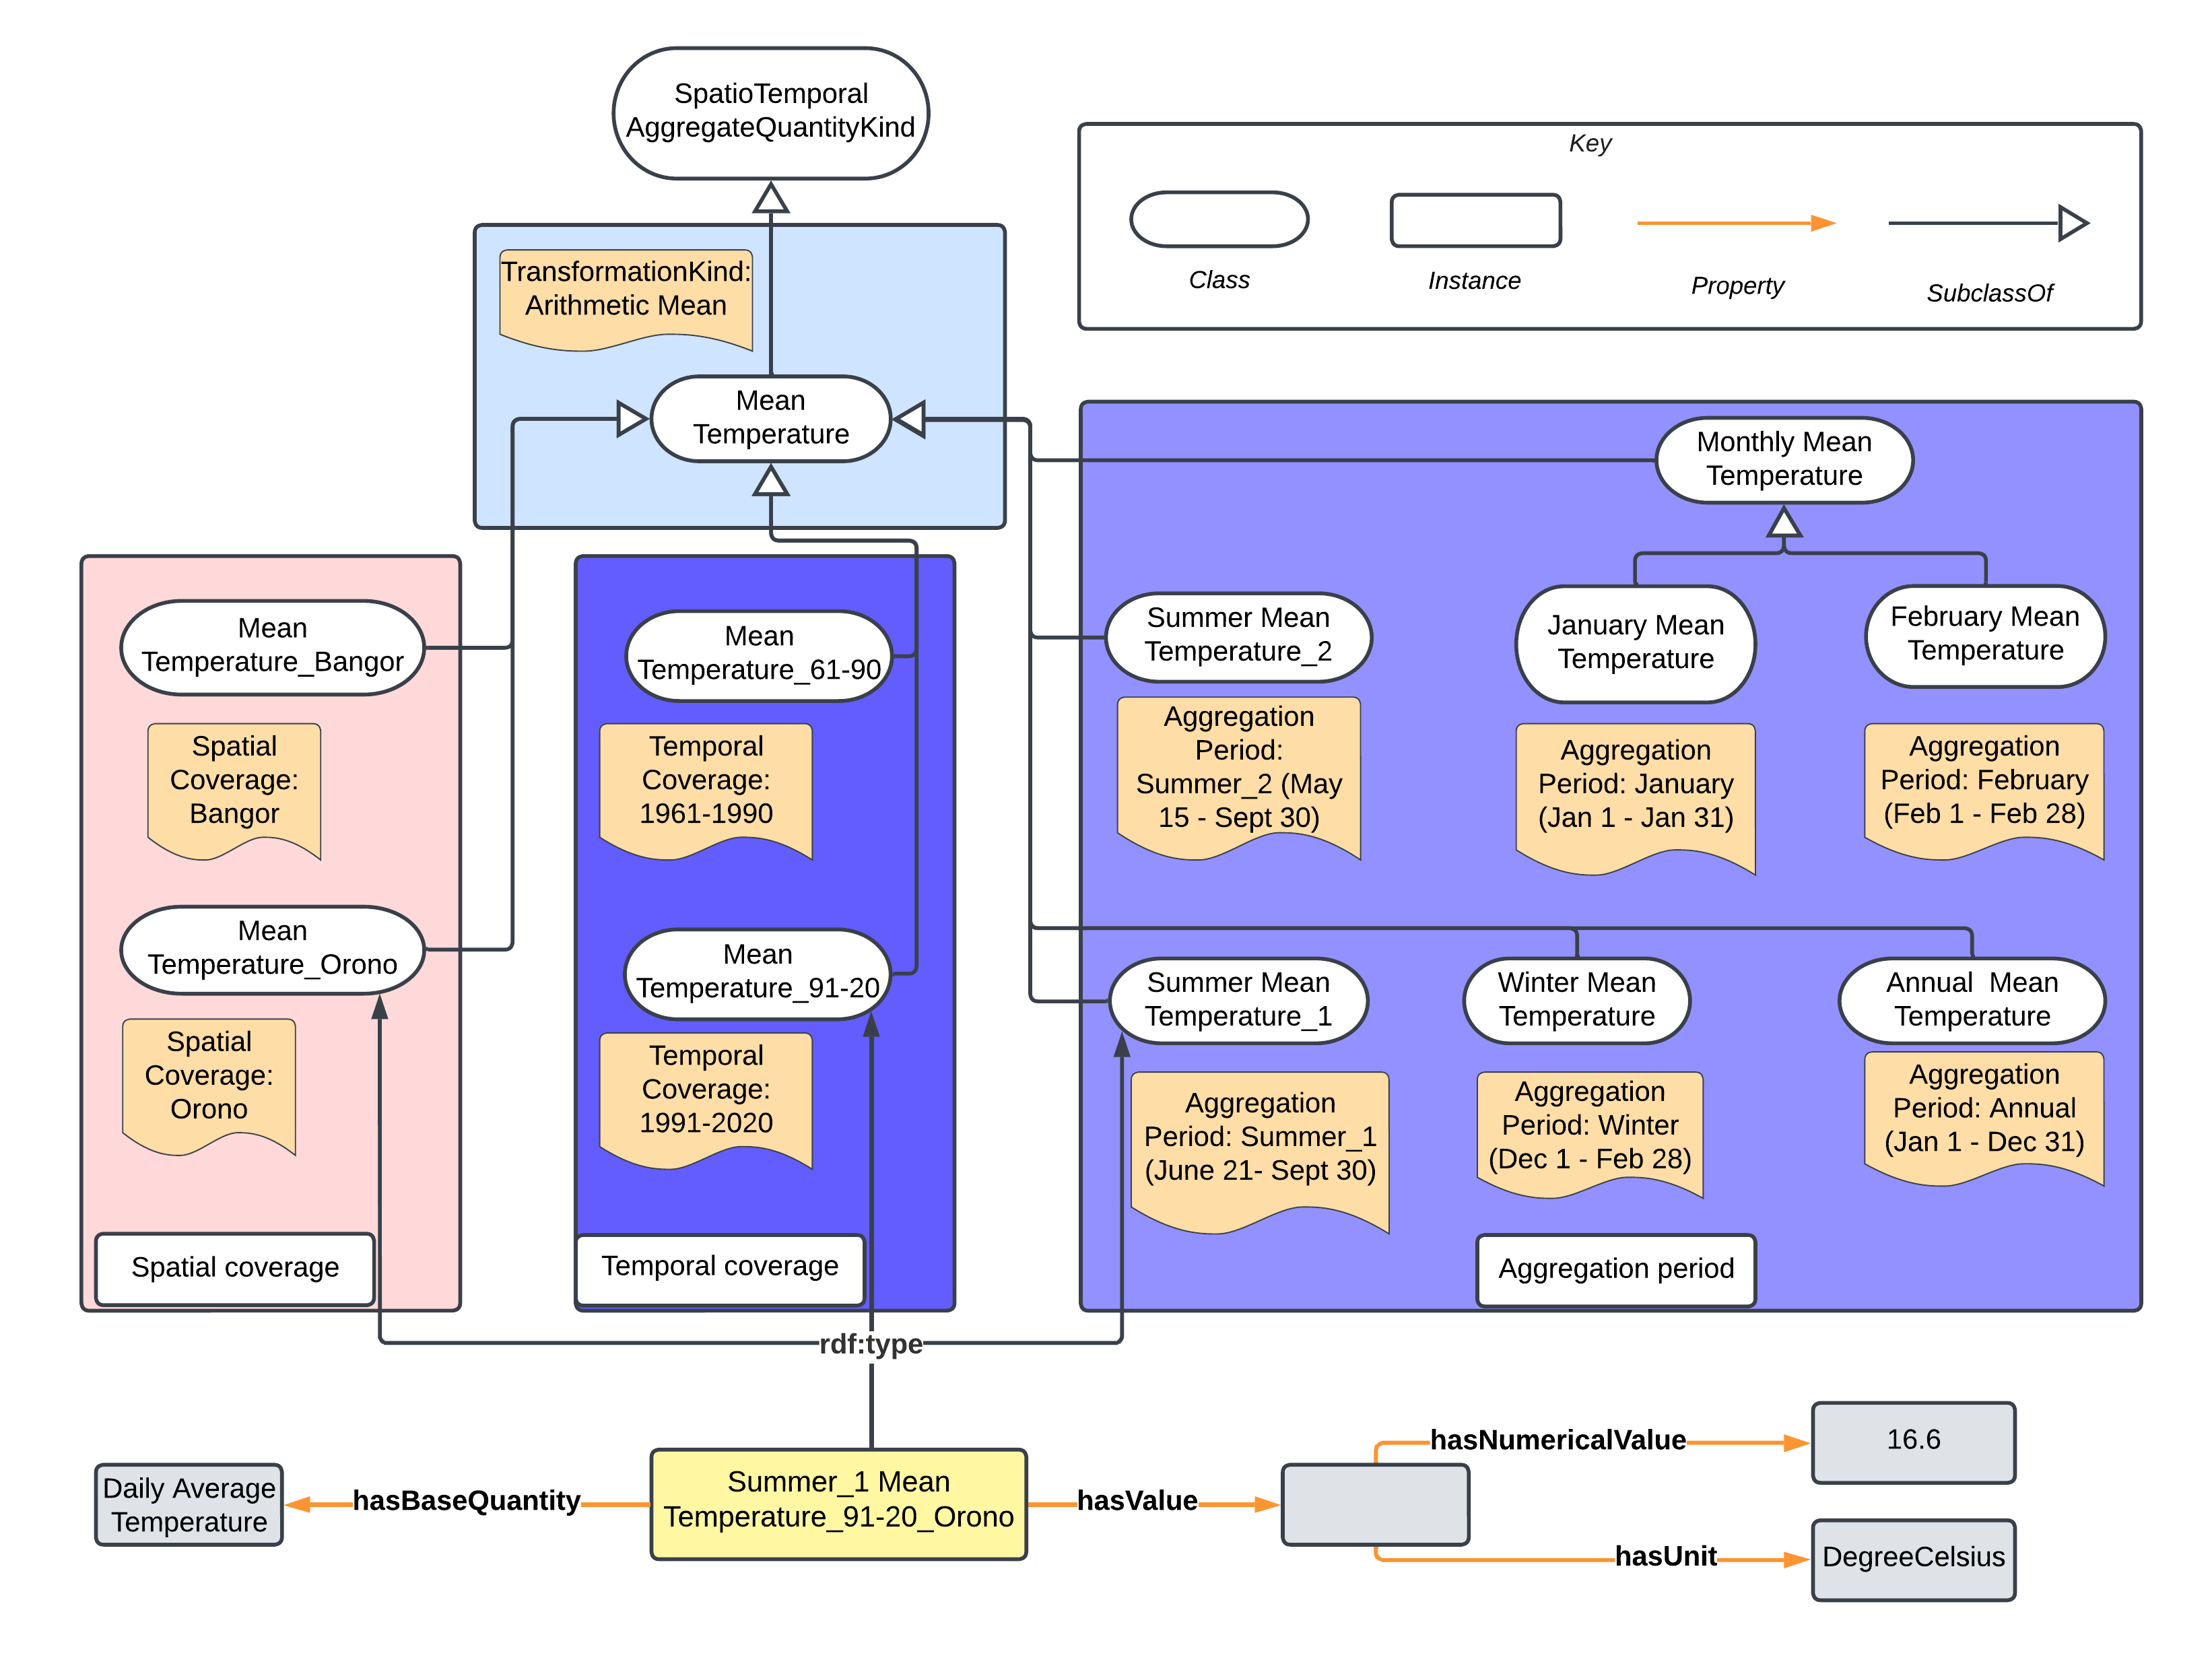 SpatioTemporal
AggregateQuantityKind
Key
Class
Instance
Property
SubclassOf
TransformationKind:
Arithmetic Mean
Mean
Temperature
Monthly Mean
Temperature
Mean
Temperature_Bangor
Spatial
Coverage:
Bangor
Mean
Temperature_Orono
Spatial
Coverage:
Orono
Spatial coverage
Mean
Temperature_61-90
Temporal
Coverage:
1961-1990
Mean
Temperature_91-20
Temporal
Coverage:
1991-2020
Temporal coverage
Summer Mean
Temperature_2
Aggregation
Period:
Summer_2 (May
15 - Sept 30)
January Mean
Temperature
Aggregation
Period: January
(Jan 1 - Jan 31)
February Mean
Temperature
Aggregation
Period: February
(Feb 1 - Feb 28)
Summer Mean
Temperature_1
Aggregation
Period: Summer_1
(June 21- Sept 30)
Winter Mean
Temperature
Aggregation
Period: Winter
(Dec 1 - Feb 28)
Annual  Mean
Temperature
Aggregation
Period: Annual
(Jan 1 - Dec 31)
Aggregation period
rdf:type
Daily Average
Temperature
hasBaseQuantity
Summer_1 Mean
Temperature_91-20_Orono
hasValue
hasNumericalValue
16.6
hasUnit
DegreeCelsius